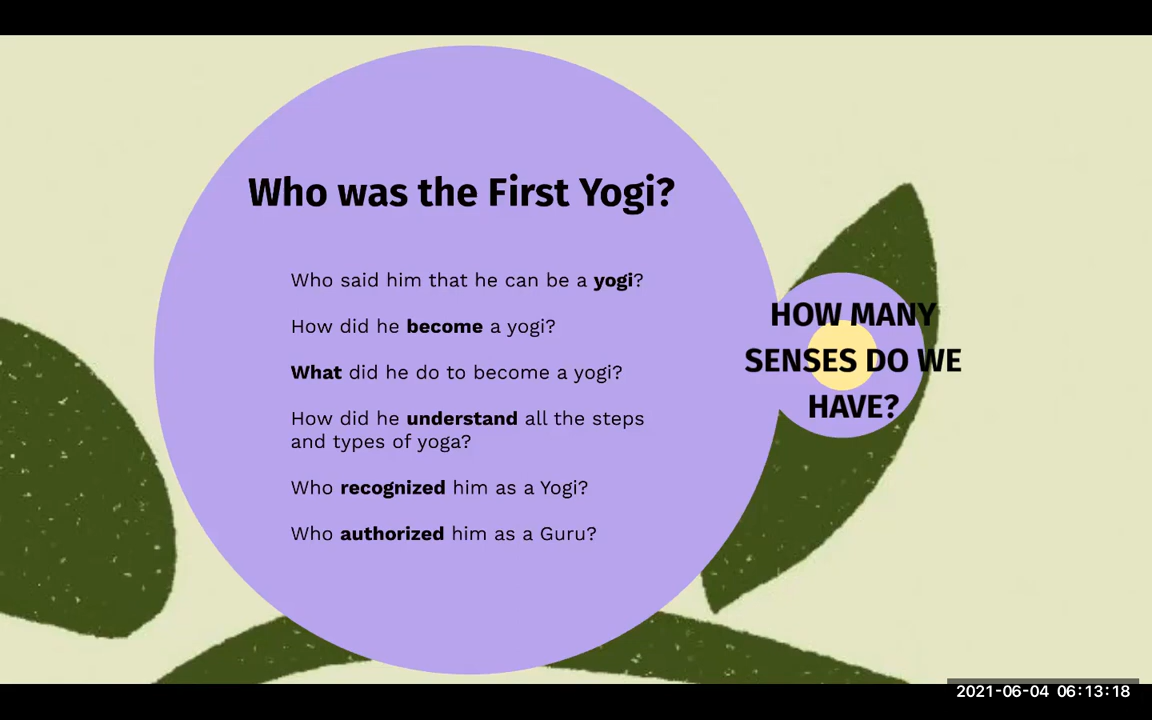 Who was the First Yogi?
Who said him that he can be a yogi?
How did he become a yogi?
What did he do to become a yogi?
How did he understand all the steps
and types of yoga?
Who recognized him as a Yogi?
Who authorized him as a Guru?
HOW MANY
SENSES DO WE
HAVE?
2021-06-04 06:13:18